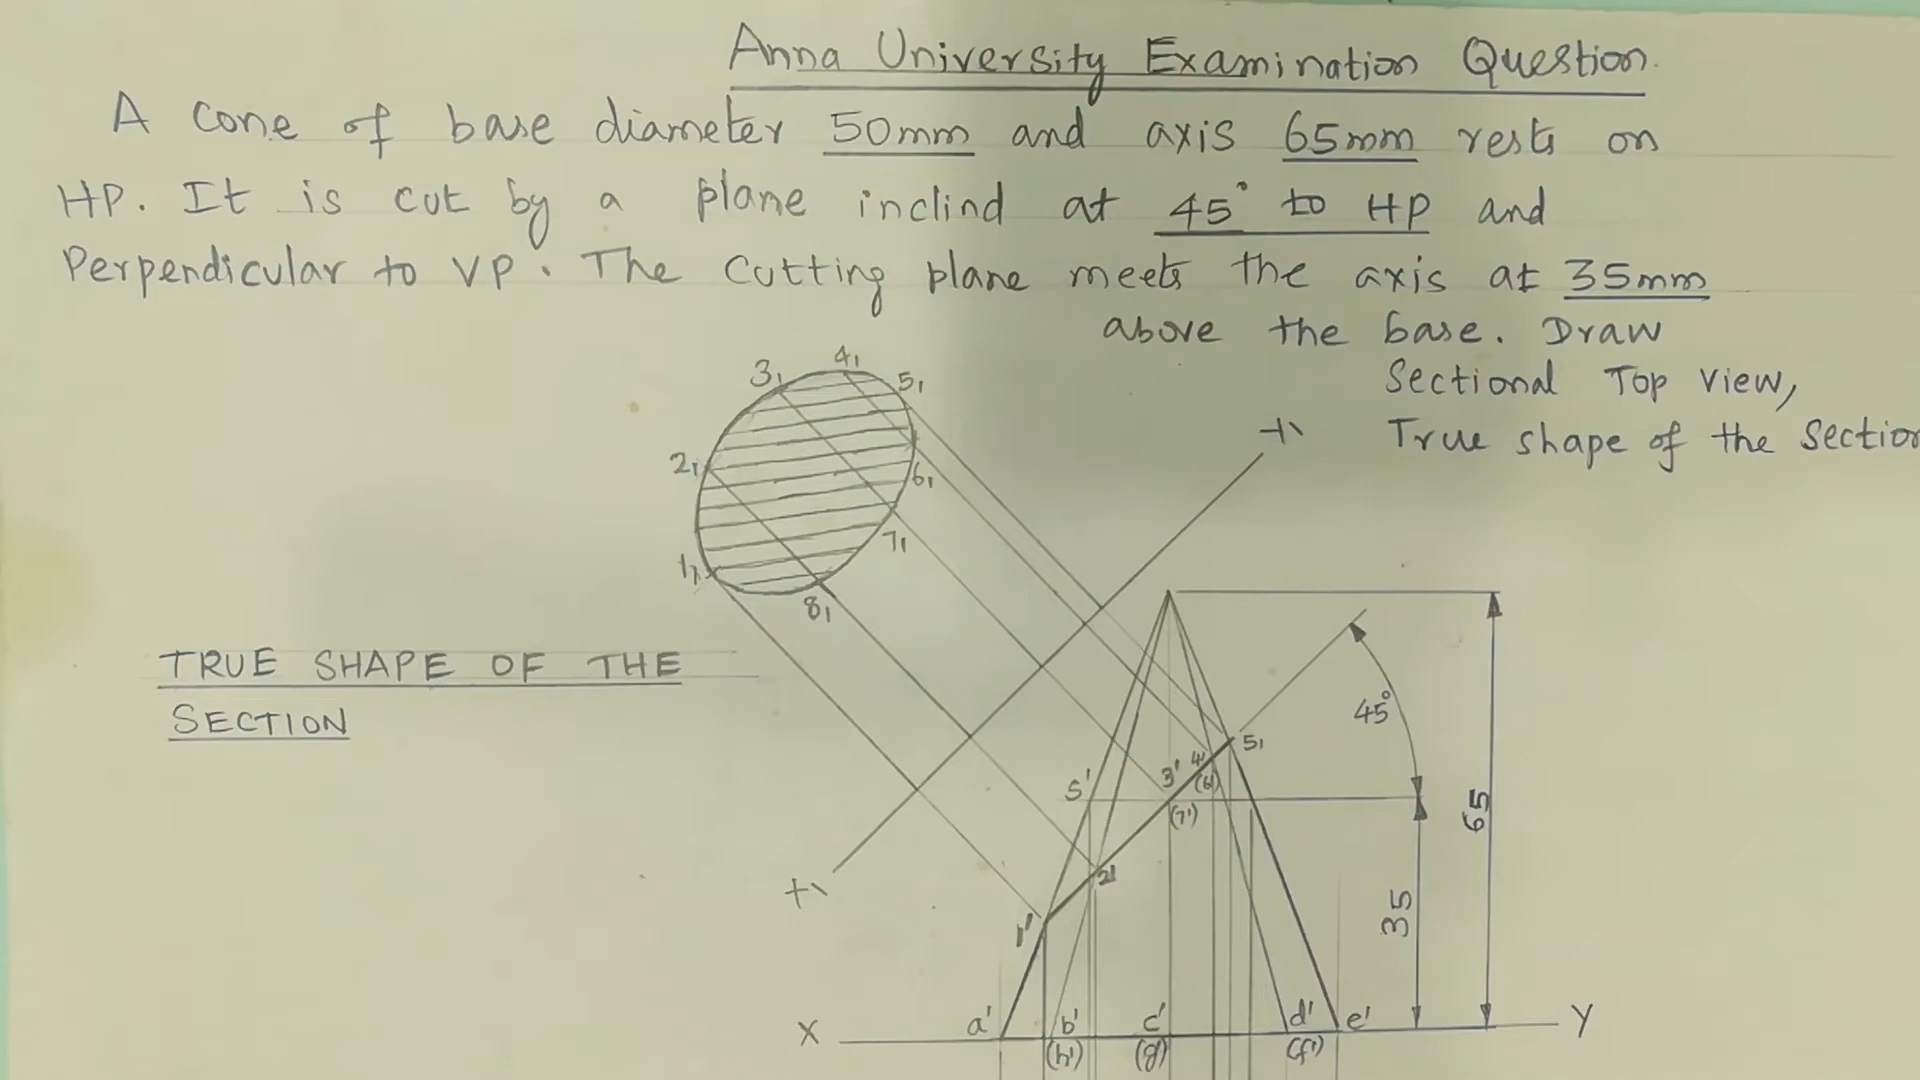 Anna University Examination Question.
A cone of base diameter 50mm and axis 65mm rests on
HP. It is cut by a plane inclind at 45° to HP and
Perpendicular to VP. The Cutting plane meets the axis at 35mm
above the base. Draw
Sectional Top View,
True shape of the Section
3₁ 4₁ 5₁
2₁ 6₁
1₁ 7₁
8₁
TRUE SHAPE OF THE
SECTION
45°
5₁
4'
3' (6')
5'
(7')
65
2'
35
1'
X a' b' c' d' e' Y
(h') (g') (f')